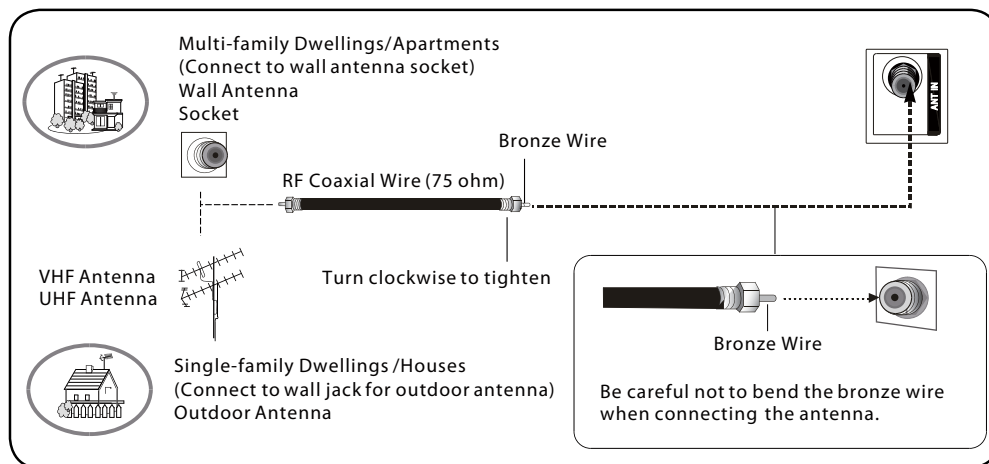 Multi-family Dwellings/Apartments
(Connect to wall antenna socket)
Wall Antenna
Socket
ANT IN
Bronze Wire
RF Coaxial Wire (75 ohm)
VHF Antenna
UHF Antenna
Turn clockwise to tighten
Bronze Wire
Single-family Dwellings /Houses
(Connect to wall jack for outdoor antenna)
Outdoor Antenna
Be careful not to bend the bronze wire
when connecting the antenna.